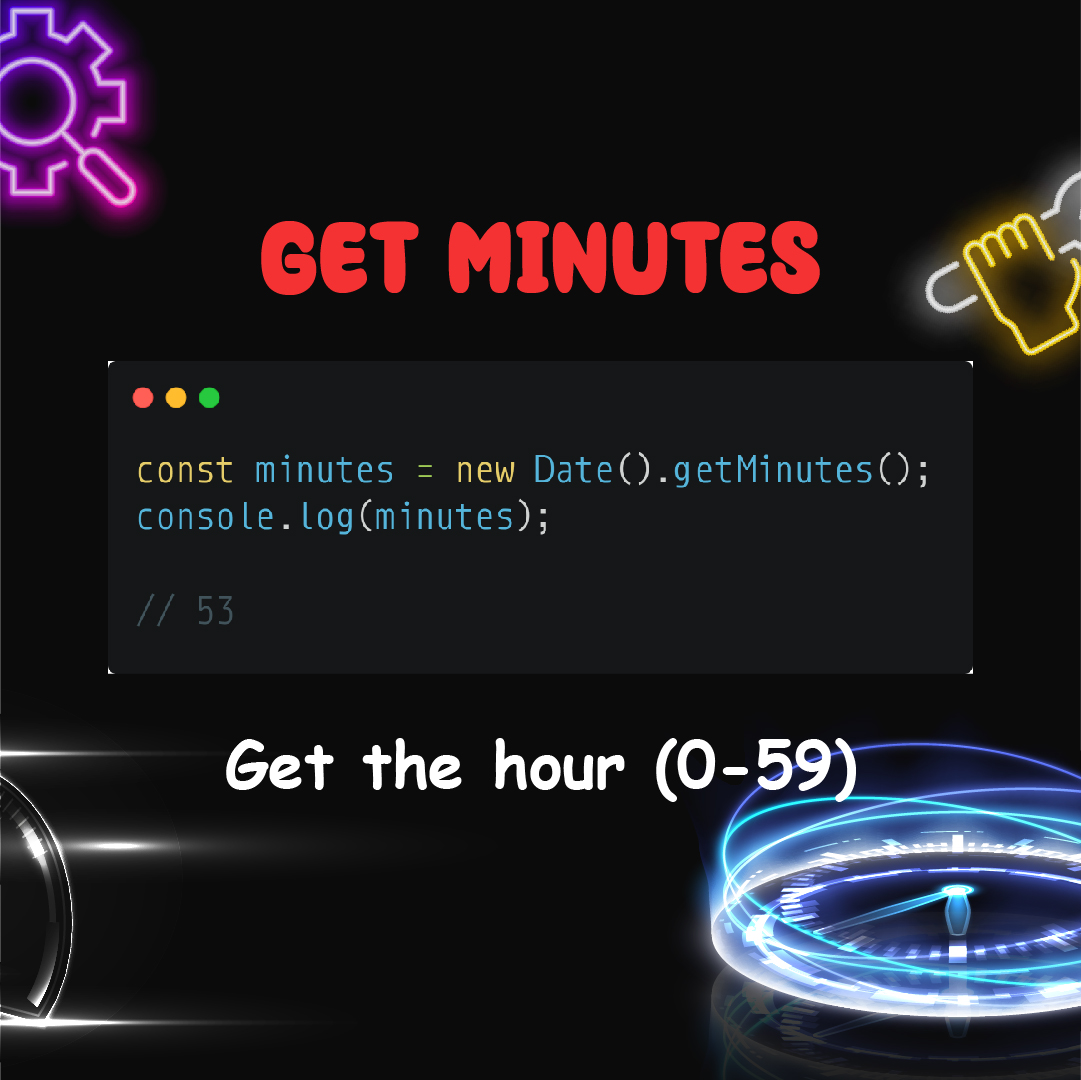 GET MINUTES
const minutes = new Date().getMinutes();
console.log(minutes);
// 53
Get the hour (0-59)